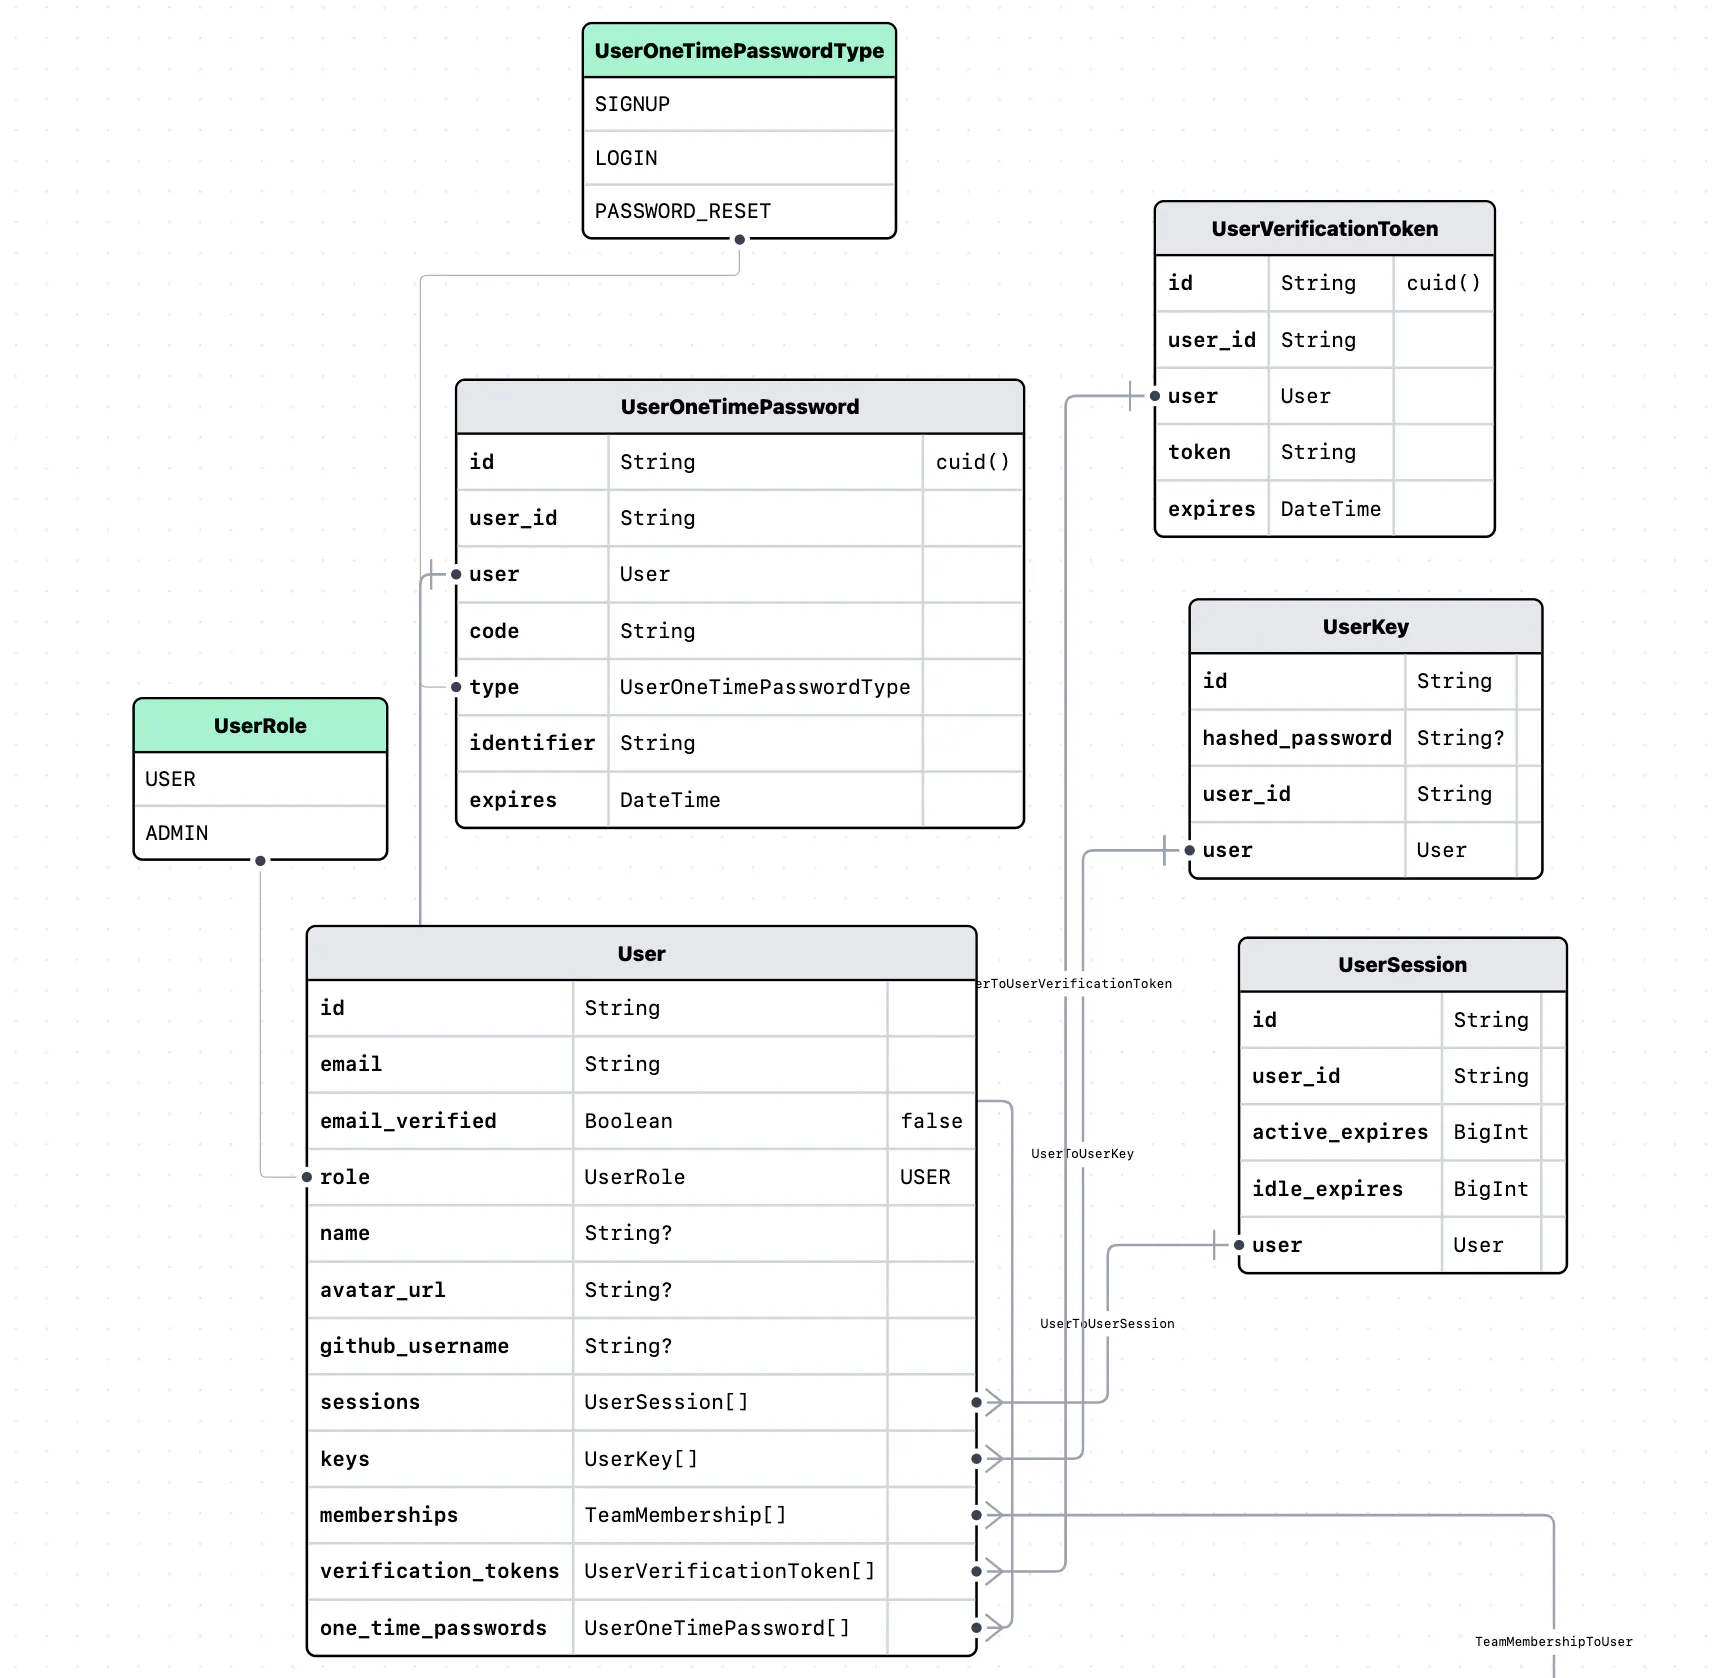 UserOneTimePasswordType
SIGNUP
LOGIN
PASSWORD_RESET
UserVerificationToken
id String cuid()
user_id String
user User
token String
expires DateTime
UserOneTimePassword
id String cuid()
user_id String
user User
code String
type UserOneTimePasswordType
identifier String
expires DateTime
UserKey
id String
hashed_password String?
user_id String
user User
UserRole
USER
ADMIN
User
id String
email String
email_verified Boolean false
role UserRole USER
name String?
avatar_url String?
github_username String?
sessions UserSession[]
keys UserKey[]
memberships TeamMembership[]
verification_tokens UserVerificationToken[]
one_time_passwords UserOneTimePassword[]
UserSession
id String
user_id String
active_expires BigInt
idle_expires BigInt
user User
erToUserVerificationToken
UserToUserKey
UserToUserSession
TeamMembershipToUser